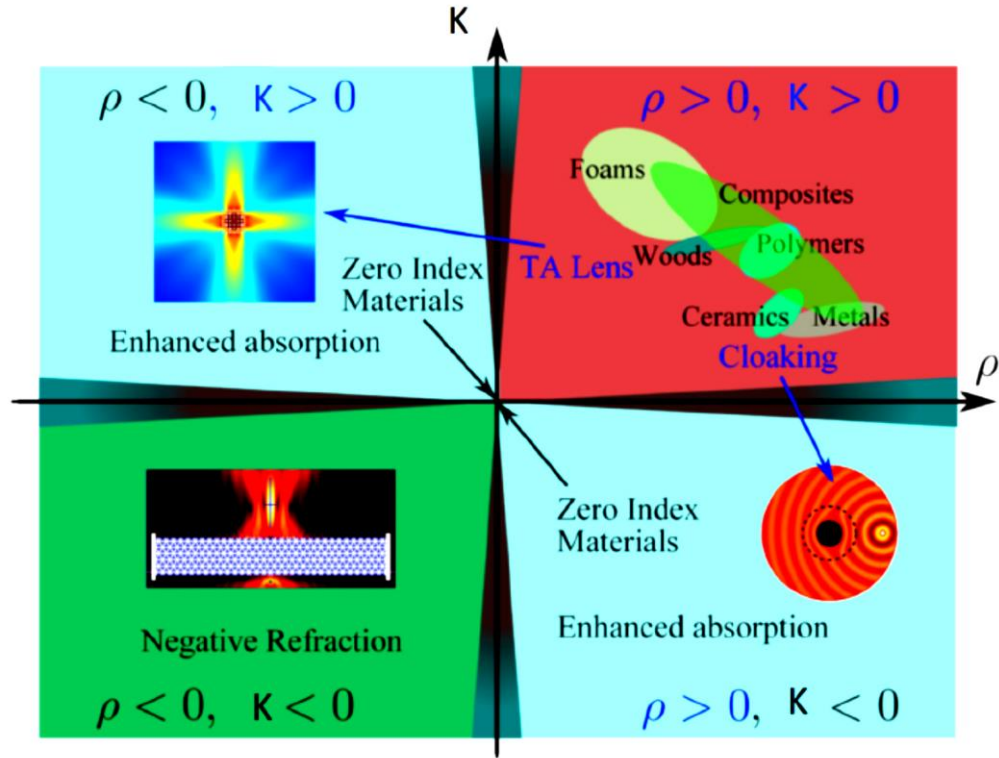 K
ρ < 0, K > 0
ρ > 0, K > 0
Foams
Composites
Woods
Polymers
TA Lens
Zero Index
Materials
Ceramics
Metals
Enhanced absorption
Cloaking
ρ
Zero Index
Materials
Enhanced absorption
Negative Refraction
ρ < 0, K < 0
ρ > 0, K < 0